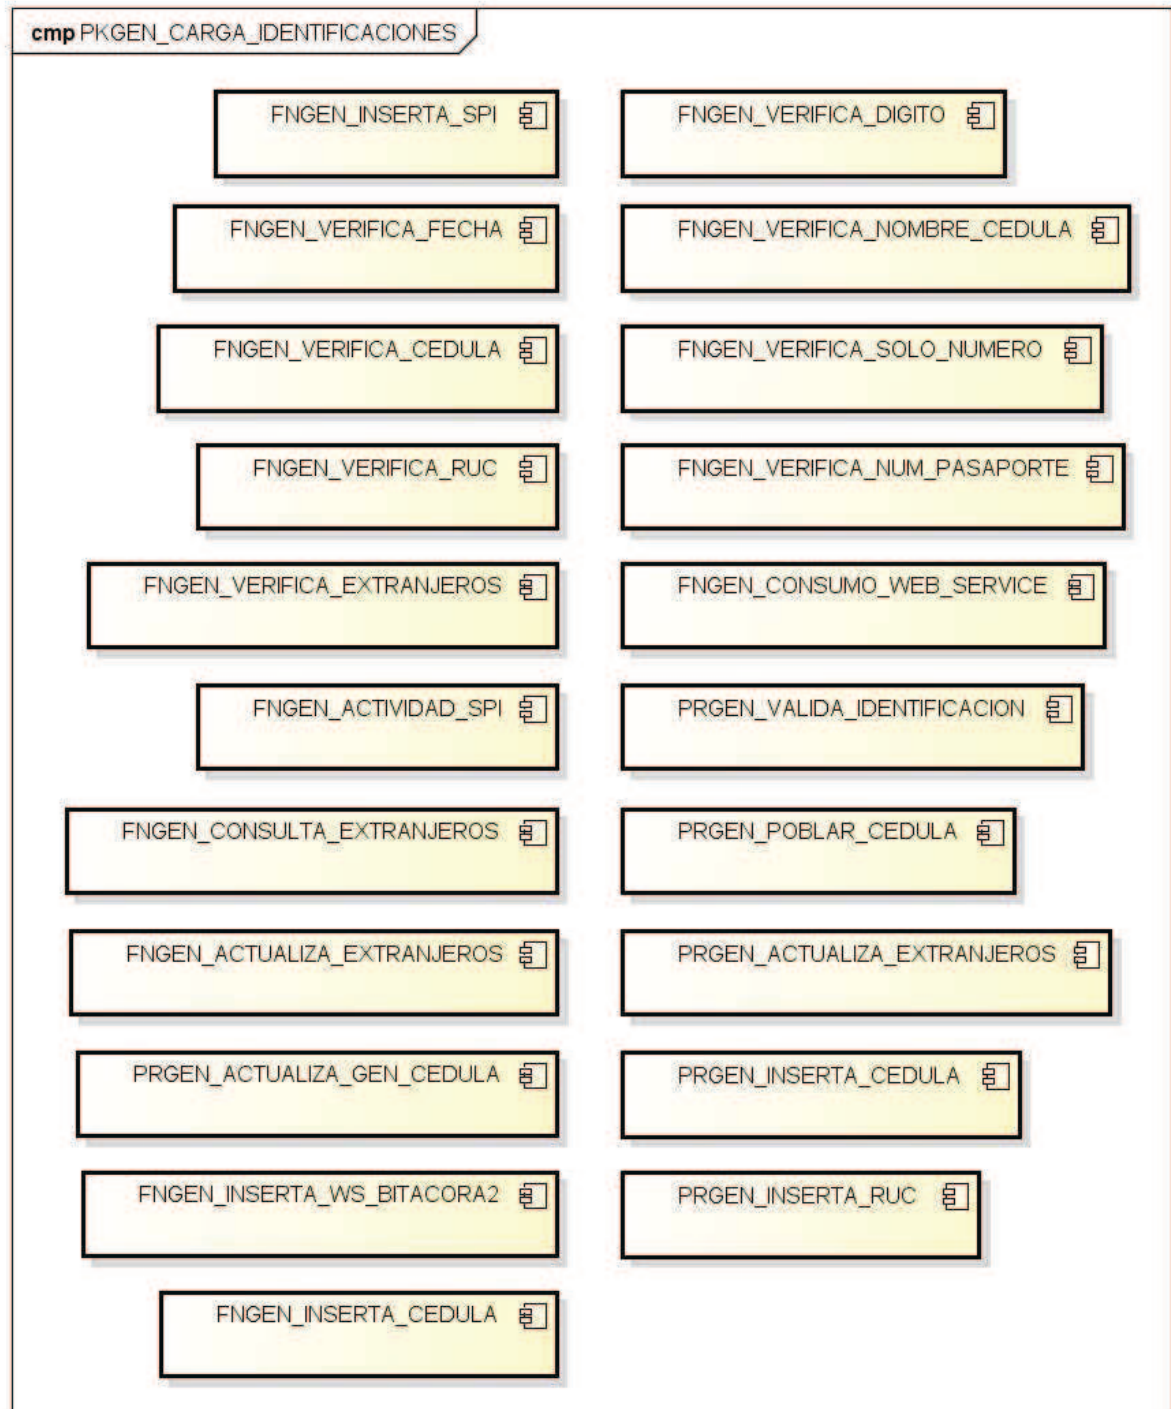 cmp PKGEN_CARGA_IDENTIFICACIONES
FNGEN_INSERTA_SPI
FNGEN_VERIFICA_DIGITO
FNGEN_VERIFICA_FECHA
FNGEN_VERIFICA_NOMBRE_CEDULA
FNGEN_VERIFICA_CEDULA
FNGEN_VERIFICA_SOLO_NUMERO
FNGEN_VERIFICA_RUC
FNGEN_VERIFICA_NUM_PASAPORTE
FNGEN_VERIFICA_EXTRANJEROS
FNGEN_CONSUMO_WEB_SERVICE
FNGEN_ACTIVIDAD_SPI
PRGEN_VALIDA_IDENTIFICACION
FNGEN_CONSULTA_EXTRANJEROS
PRGEN_POBLAR_CEDULA
FNGEN_ACTUALIZA_EXTRANJEROS
PRGEN_ACTUALIZA_EXTRANJEROS
PRGEN_ACTUALIZA_GEN_CEDULA
PRGEN_INSERTA_CEDULA
FNGEN_INSERTA_WS_BITACORA2
PRGEN_INSERTA_RUC
FNGEN_INSERTA_CEDULA